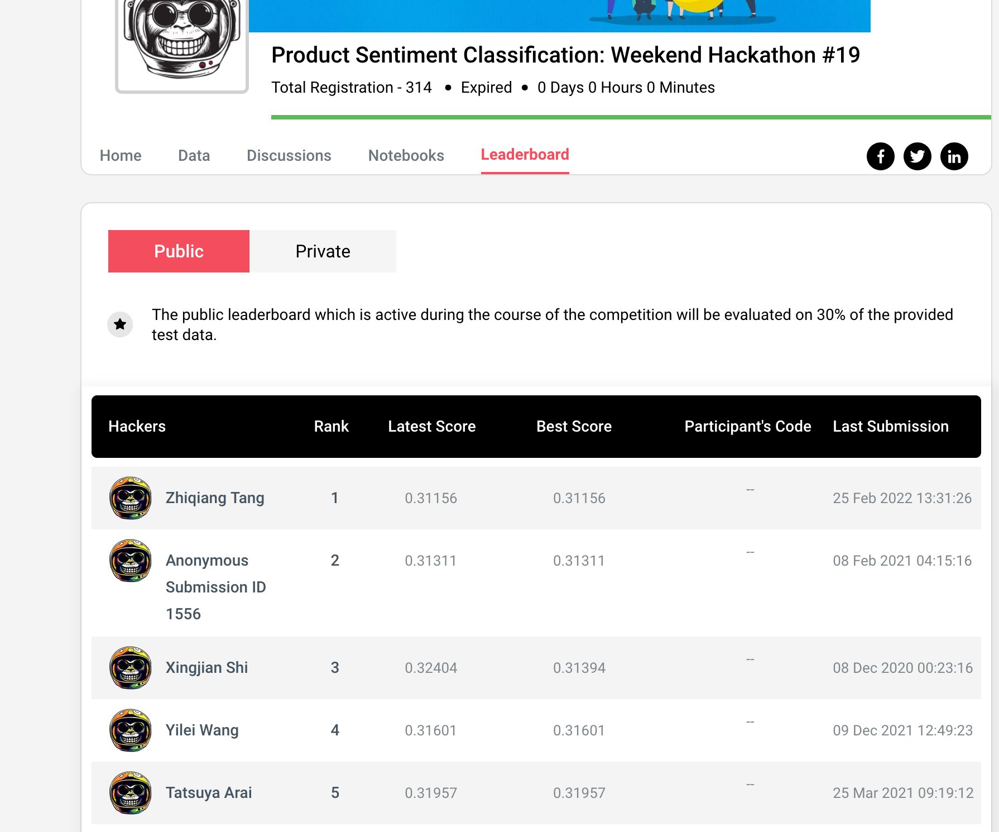 Product Sentiment Classification: Weekend Hackathon #19
Total Registration - 314 • Expired • 0 Days 0 Hours 0 Minutes
Home Data Discussions Notebooks Leaderboard
Public Private
The public leaderboard which is active during the course of the competition will be evaluated on 30% of the provided
test data.
Hackers Rank Latest Score Best Score Participant's Code Last Submission
Zhiqiang Tang 1 0.31156 0.31156 -- 25 Feb 2022 13:31:26
Anonymous 2 0.31311 0.31311 -- 08 Feb 2021 04:15:16
Submission ID
1556
Xingjian Shi 3 0.32404 0.31394 -- 08 Dec 2020 00:23:16
Yilei Wang 4 0.31601 0.31601 -- 09 Dec 2021 12:49:23
Tatsuya Arai 5 0.31957 0.31957 -- 25 Mar 2021 09:19:12